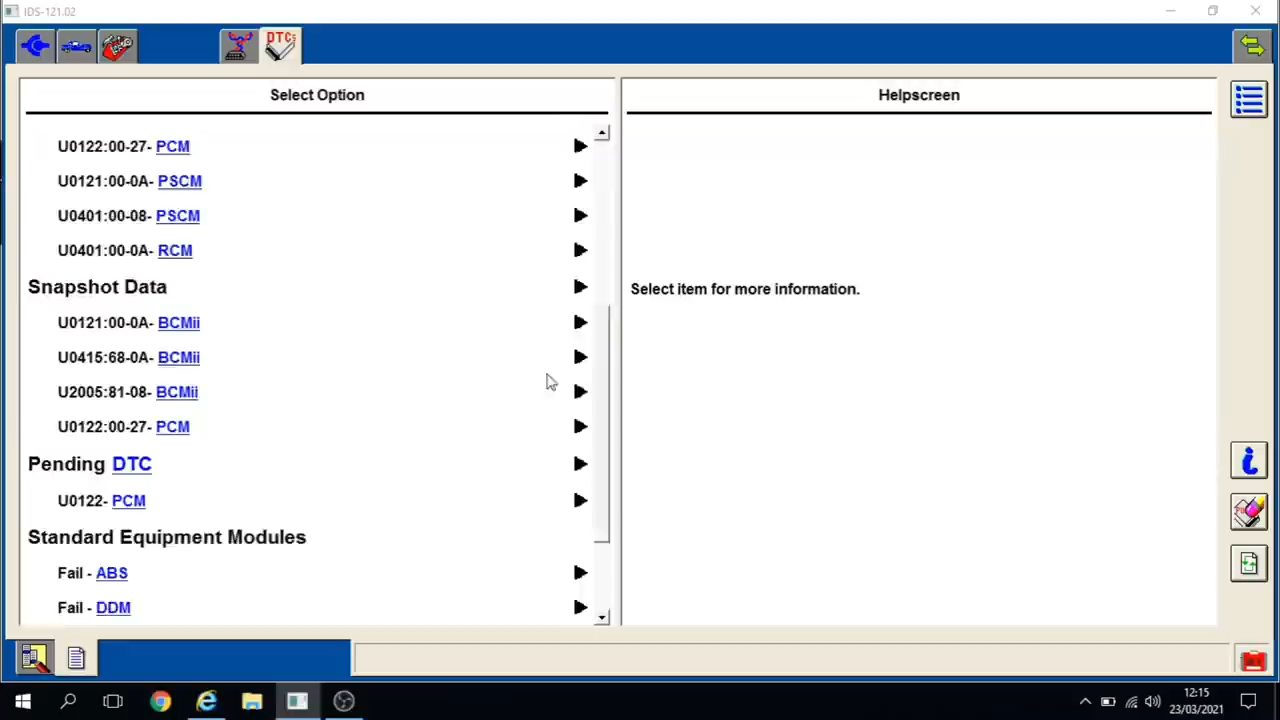 IDS-121.02
DTCs
Select Option
U0122:00-27- PCM
U0121:00-0A- PSCM
U0401:00-08- PSCM
U0401:00-0A- RCM
Snapshot Data
U0121:00-0A- BCMii
U0415:68-0A- BCMii
U2005:81-08- BCMii
U0122:00-27- PCM
Pending DTC
U0122- PCM
Standard Equipment Modules
Fail - ABS
Fail - DDM
Helpscreen
Select item for more information.
12:15
23/03/2021